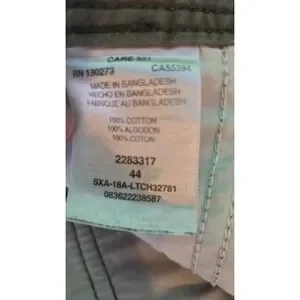 RN 130273 CA55394
MADE IN BANGLADESH
HECHO EN BANGLADESH
FABRIQUE AU BANGLADESH
100% COTTON
100% ALGODON
100% COTON
2283317
44
SXA-18A-LTCH32781
083622238587